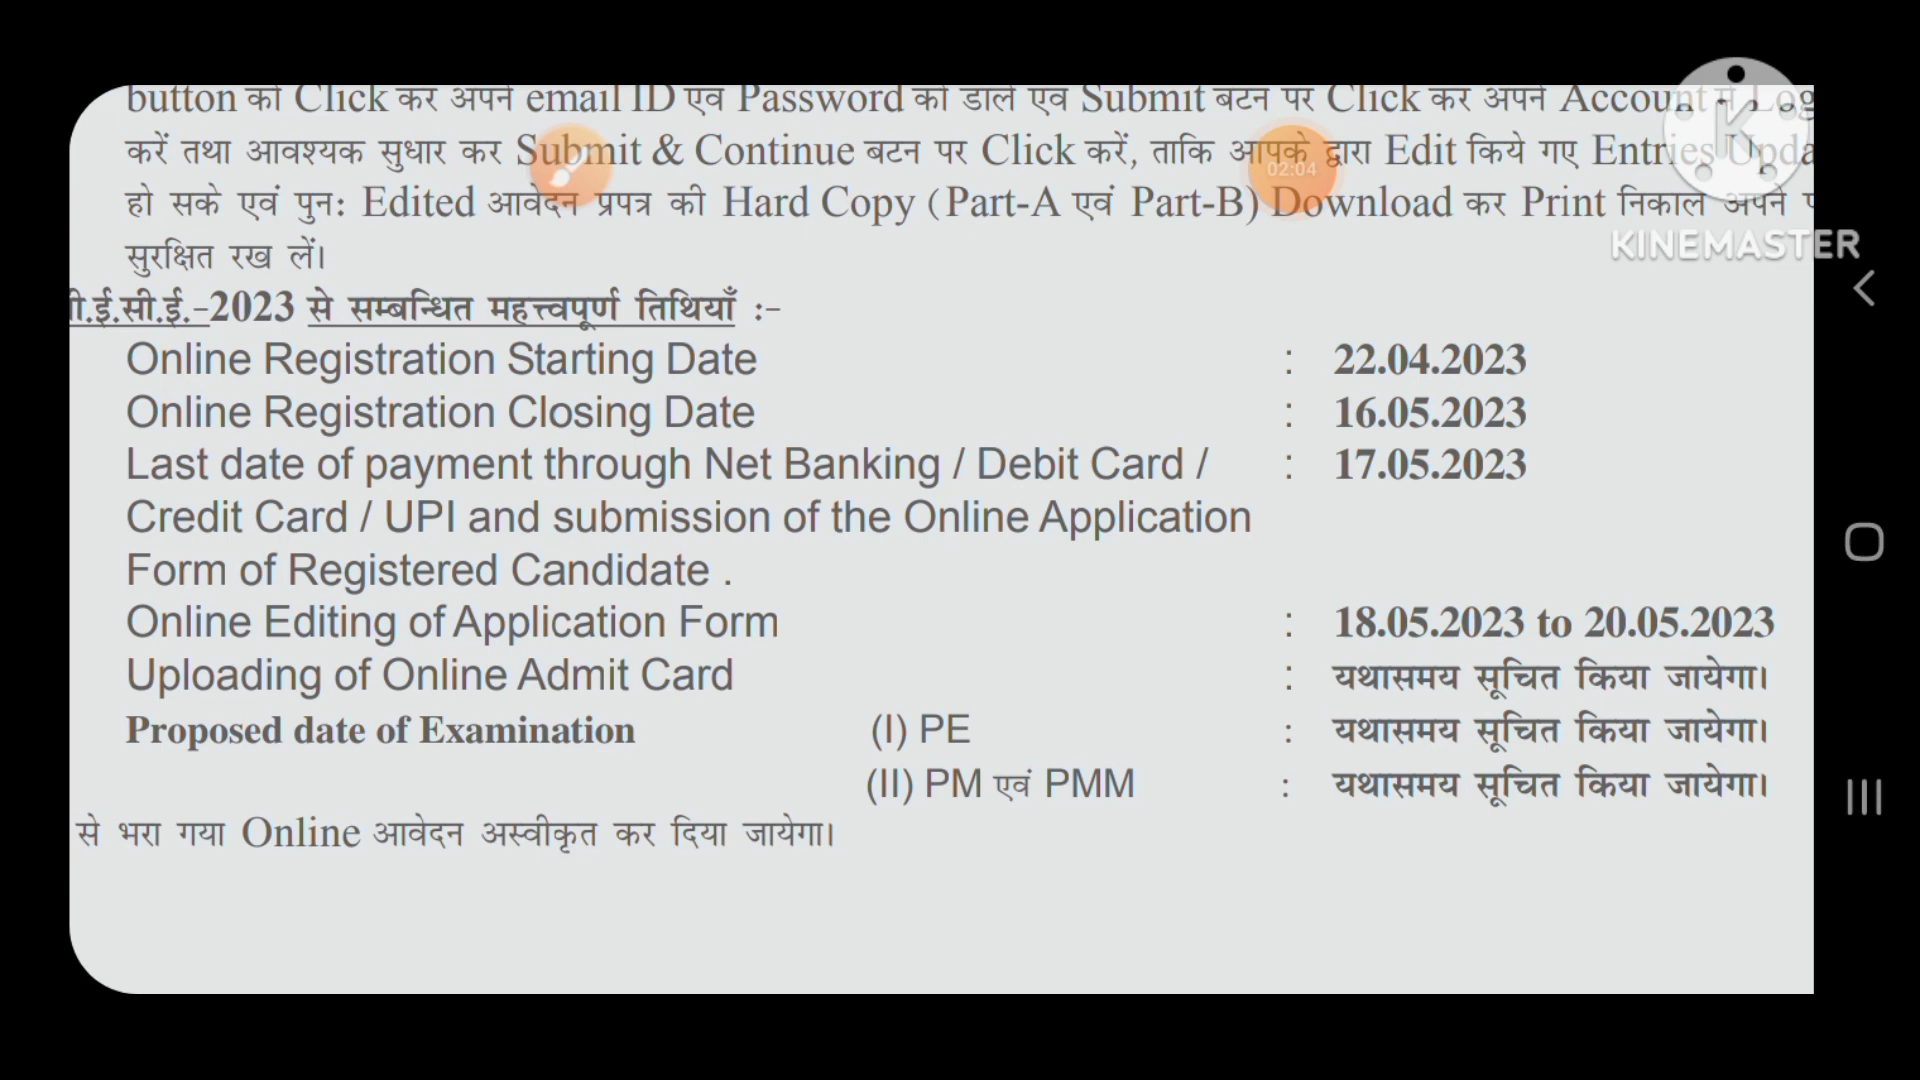 button को Click कर अपने email ID एवं Password को डालें एवं Submit बटन पर Click कर अपने Account में Log
करें तथा आवश्यक सुधार कर Submit & Continue बटन पर Click करें, ताकि आपके द्वारा Edit किये गए Entries Upda
02:04
हो सके एवं पुनः Edited आवेदन प्रपत्र की Hard Copy (Part-A एवं Part-B) Download कर Print निकाल अपने
सुरक्षित रख लें।
KINEMASTER
ी.ई.सी.ई.-2023 से सम्बन्धित महत्त्वपूर्ण तिथियाँ :-
Online Registration Starting Date : 22.04.2023
Online Registration Closing Date : 16.05.2023
Last date of payment through Net Banking / Debit Card / : 17.05.2023
Credit Card / UPI and submission of the Online Application
Form of Registered Candidate .
Online Editing of Application Form : 18.05.2023 to 20.05.2023
Uploading of Online Admit Card : यथासमय सूचित किया जायेगा।
Proposed date of Examination (I) PE : यथासमय सूचित किया जायेगा।
(II) PM एवं PMM : यथासमय सूचित किया जायेगा।
से भरा गया Online आवेदन अस्वीकृत कर दिया जायेगा।